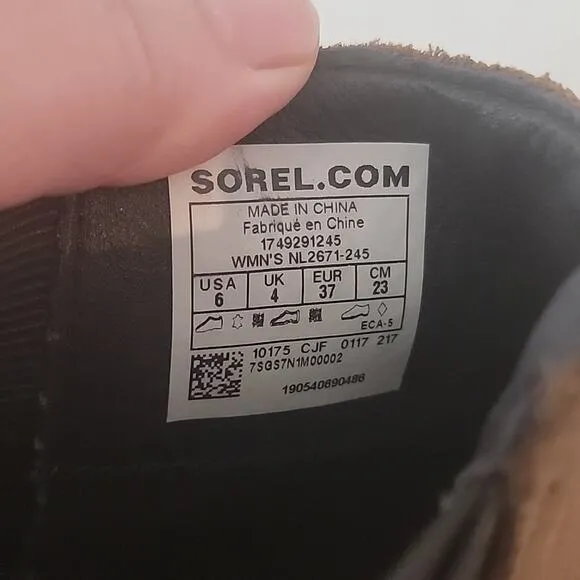 SOREL.COM
MADE IN CHINA
Fabriqué en Chine
1749291245
WMN'S NL2671-245
USA UK EUR CM
6 4 37 23
ECA-5
10175 CJF 0117 217
7SGS7N1M00002
190540690486